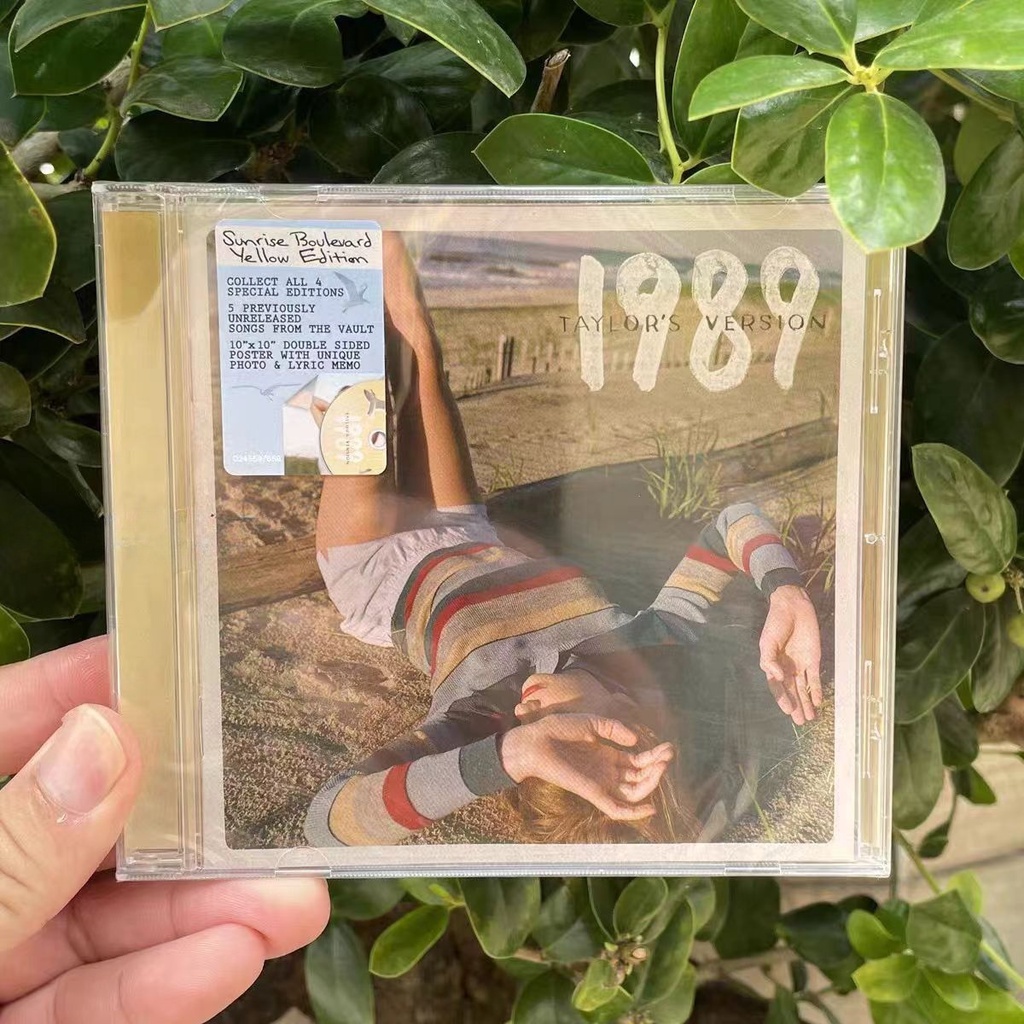 Sunrise Boulevard
Yellow Edition
COLLECT ALL 4
SPECIAL EDITIONS
5 PREVIOUSLY
UNRELEASED
SONGS FROM THE VAULT
10"x10" DOUBLE SIDED
POSTER WITH UNIQUE
PHOTO & LYRIC MEMO
1989
TAYLOR'S VERSION